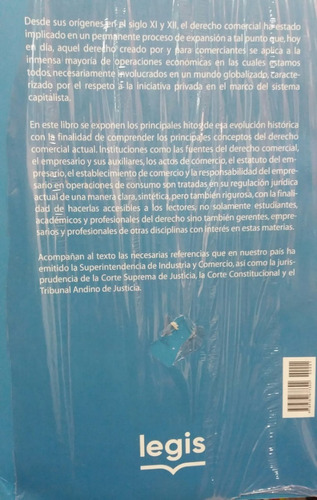 Desde sus orígenes en el siglo XI y XII, el derecho comercial ha estado
implicado en un permanente proceso de expansión a tal punto que, hoy
en día, aquel derecho creado por y para comerciantes se aplica a la
inmensa mayoría de operaciones económicas en las cuales estamos
todos necesariamente involucrados en un mundo globalizado, caracte-
rizado por el respeto a la iniciativa privada en el marco del sistema
capitalista.
En este libro se exponen los principales hitos de esa evolución histórica
con la finalidad de comprender los principales conceptos del derecho
comercial actual. Instituciones como las fuentes del derecho comercial,
el empresario y sus auxiliares, los actos de comercio, el estatuto del em-
presario, el establecimiento de comercio y la responsabilidad del empre-
sario en operaciones de consumo son tratadas en su regulación jurídica
actual de una manera clara, sintética, pero también rigurosa, con la finali-
dad de hacerlas accesibles a los lectores, no solamente estudiantes,
académicos y profesionales del derecho sino también gerentes, empre-
sarios y profesionales de otras disciplinas con interés en estas materias.
Acompañan al texto las necesarias referencias que en nuestro país ha
emitido la Superintendencia de Industria y Comercio, así como la juris-
prudencia de la Corte Suprema de Justicia, la Corte Constitucional y el
Tribunal Andino de Justicia.
legis